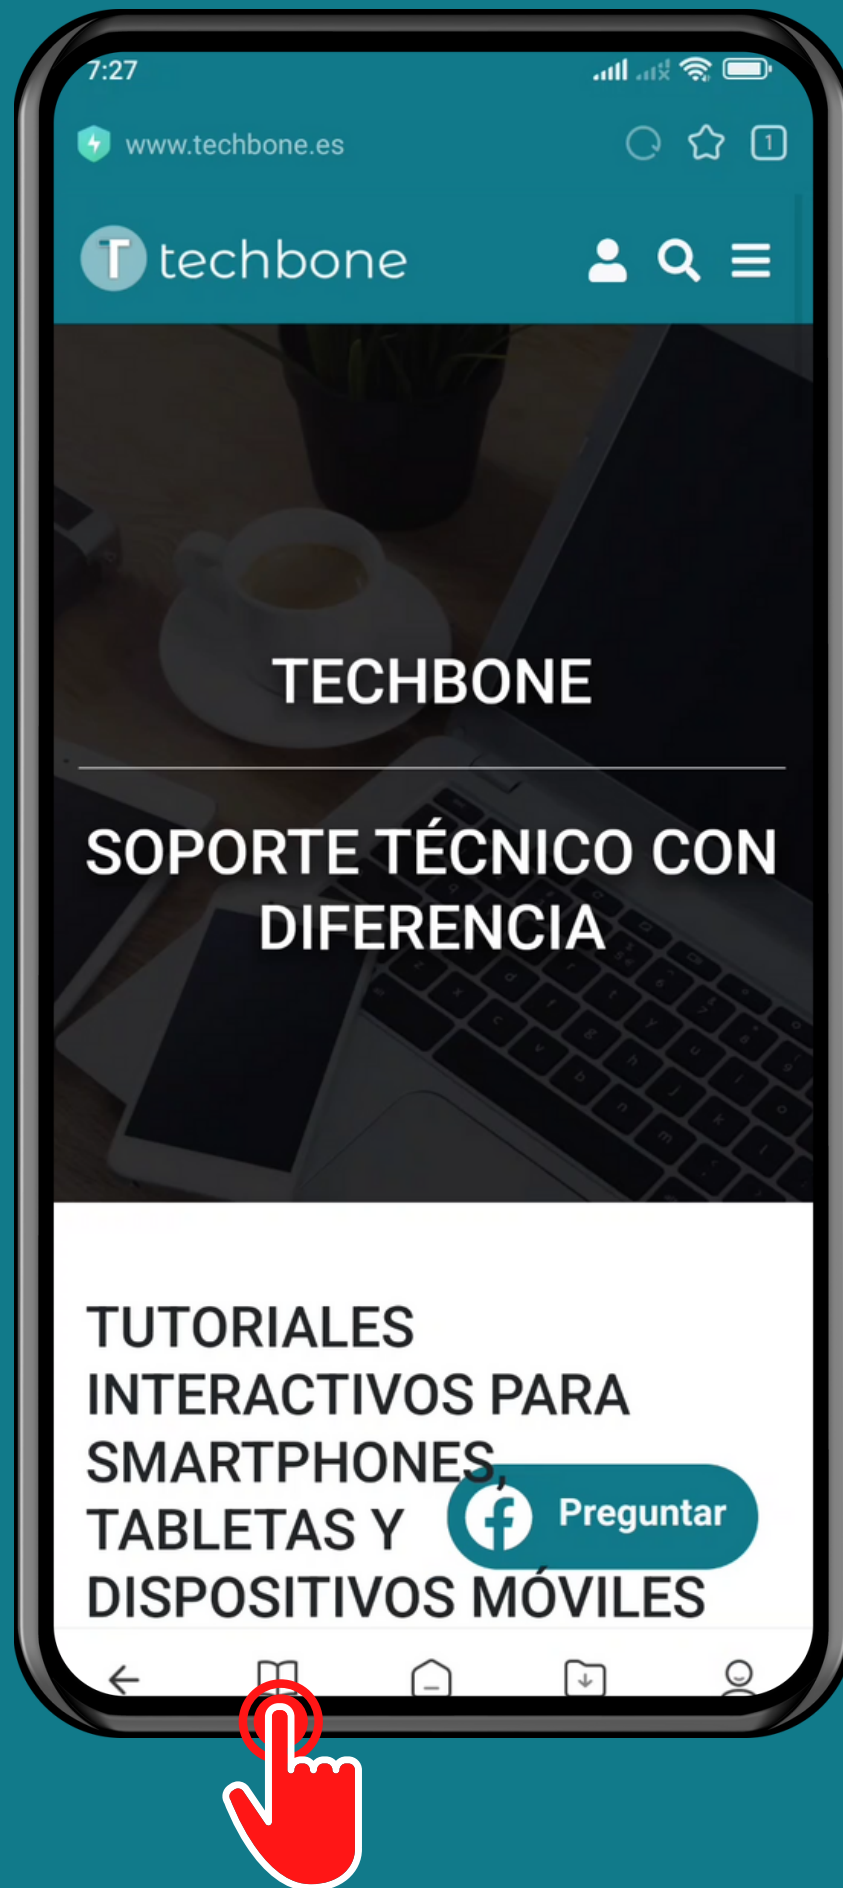 7:27
www.techbone.es
1
T techbone
TECHBONE
SOPORTE TÉCNICO CON
DIFERENCIA
TUTORIALES
INTERACTIVOS PARA
SMARTPHONES,
TABLETAS Y
DISPOSITIVOS MÓVILES
Preguntar